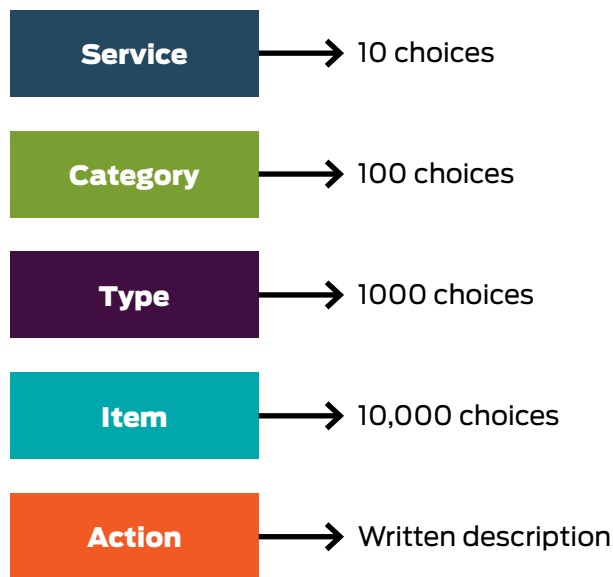 Service
10 choices
Category
100 choices
Type
1000 choices
Item
10,000 choices
Action
Written description